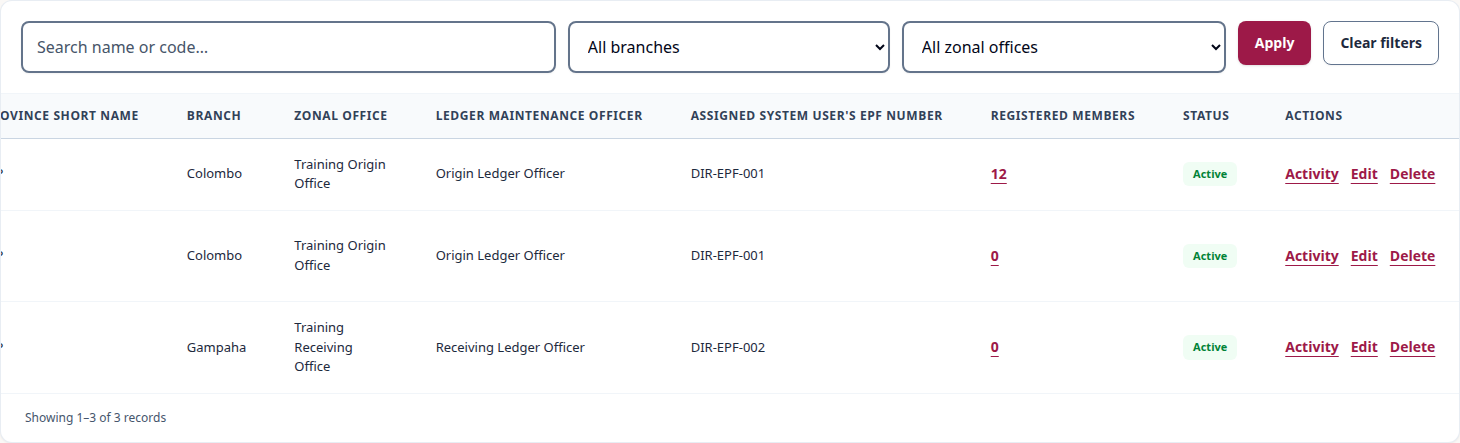 Search name or code...
All branches
All zonal offices
Apply
Clear filters
OVINCE SHORT NAME BRANCH ZONAL OFFICE LEDGER MAINTENANCE OFFICER ASSIGNED SYSTEM USER'S EPF NUMBER REGISTERED MEMBERS STATUS ACTIONS
Colombo Training Origin Office Origin Ledger Officer DIR-EPF-001 12 Active Activity Edit Delete
Colombo Training Origin Office Origin Ledger Officer DIR-EPF-001 0 Active Activity Edit Delete
Gampaha Training Receiving Office Receiving Ledger Officer DIR-EPF-002 0 Active Activity Edit Delete
Showing 1–3 of 3 records